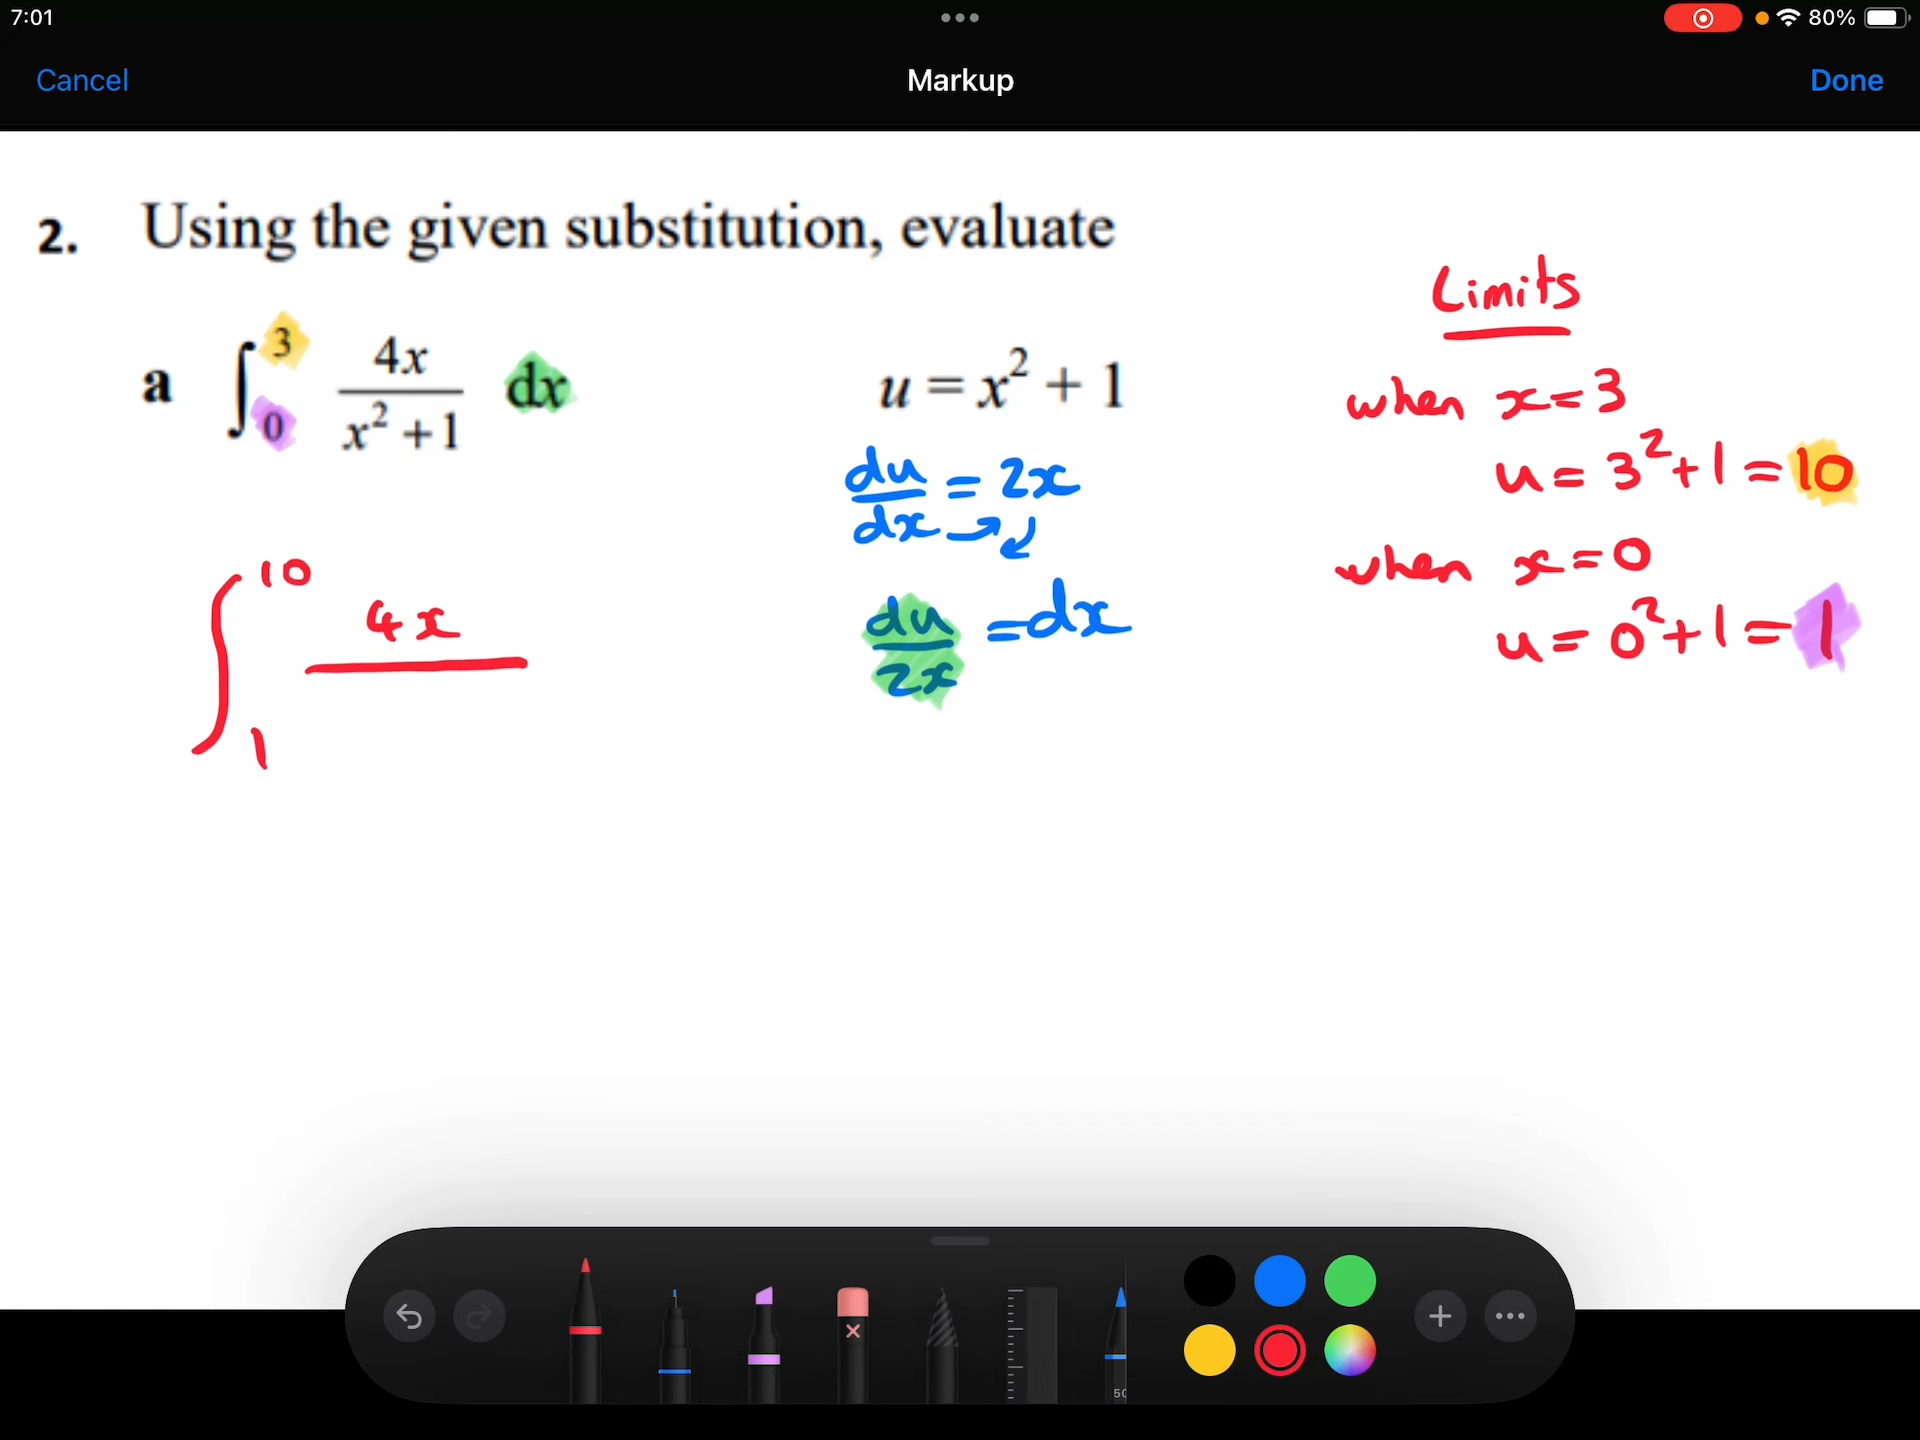 7:01
80%
Cancel
Markup
Done
2. Using the given substitution, evaluate
a ∫₀³ 4x/(x² + 1) dx
u = x² + 1
du/dx = 2x
du/2x = dx
Limits
when x = 3
u = 3² + 1 = 10
when x = 0
u = 0² + 1 = 1
∫₁¹⁰ 4x
50